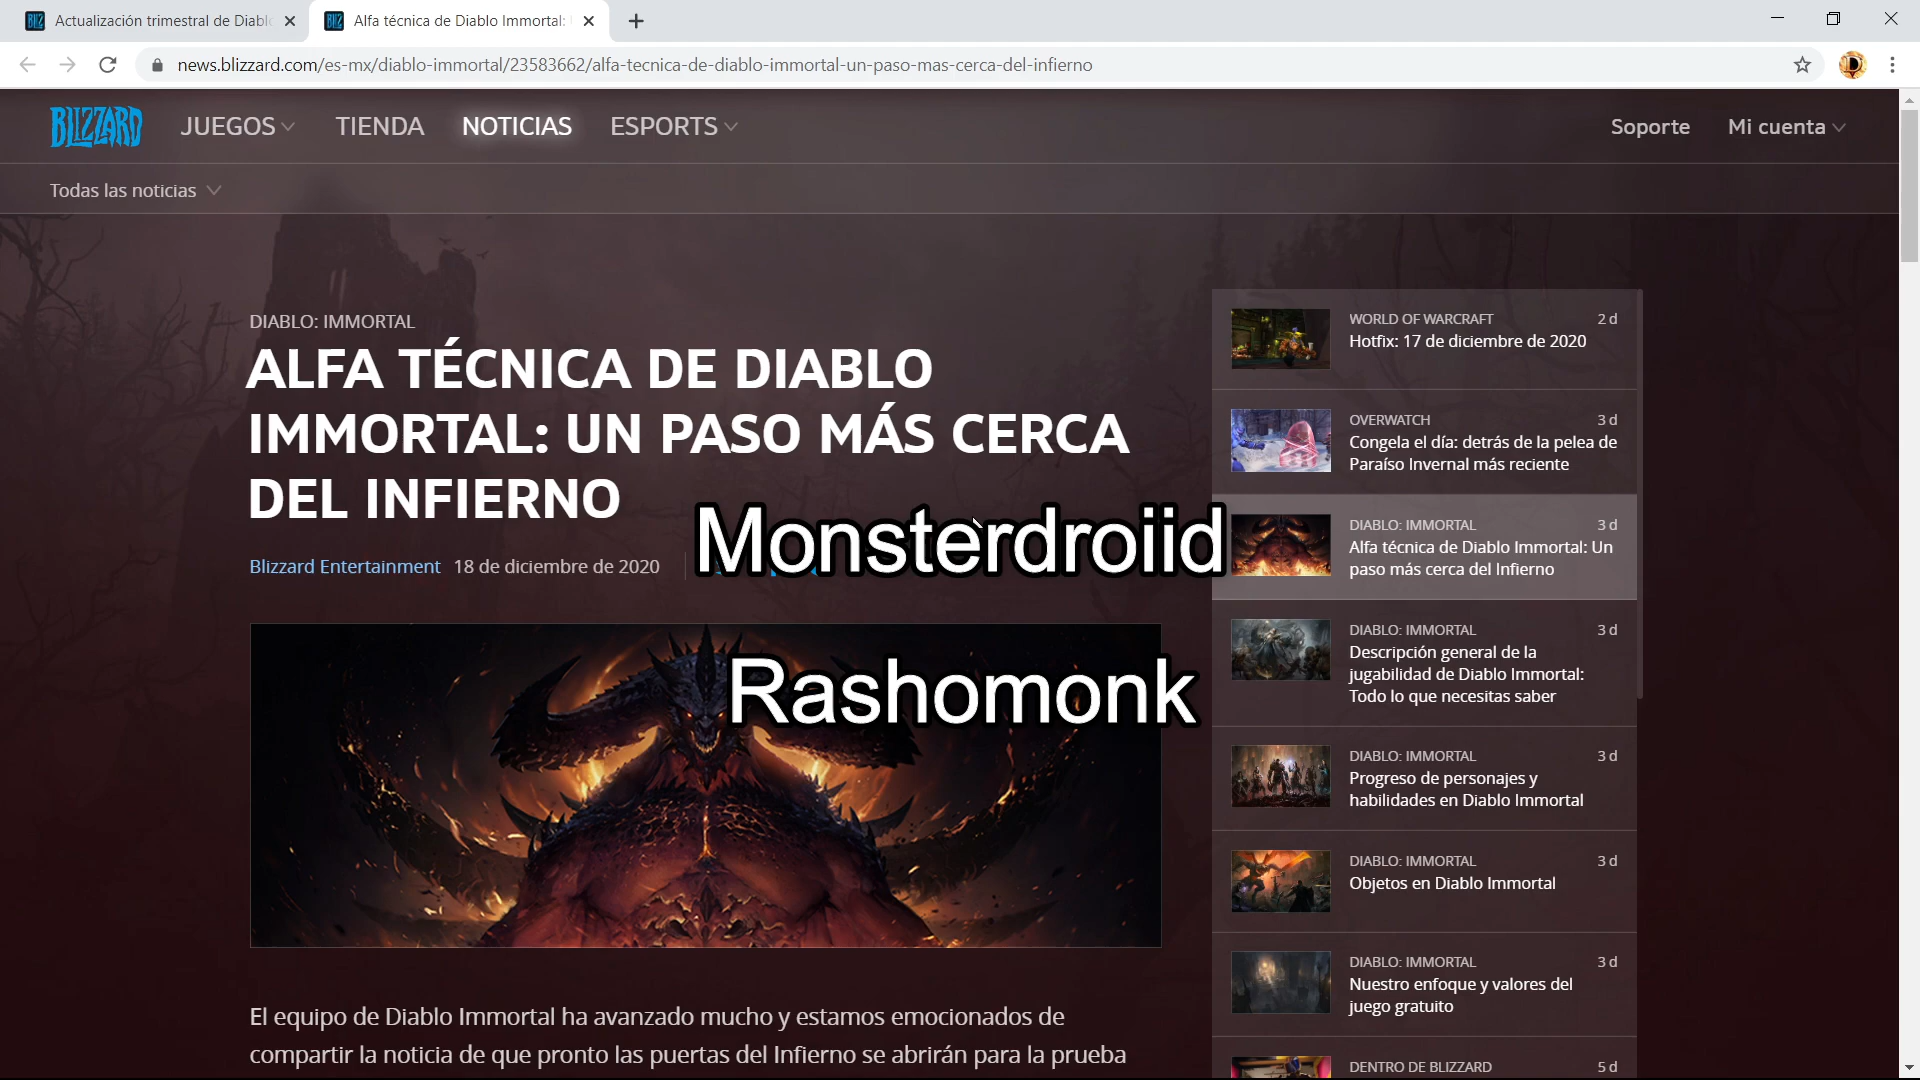 Actualización trimestral de Diabl
Alfa técnica de Diablo Immortal:
news.blizzard.com/es-mx/diablo-immortal/23583662/alfa-tecnica-de-diablo-immortal-un-paso-mas-cerca-del-infierno
BLIZZARD
JUEGOS
TIENDA
NOTICIAS
ESPORTS
Soporte
Mi cuenta
Todas las noticias
DIABLO: IMMORTAL
ALFA TÉCNICA DE DIABLO
IMMORTAL: UN PASO MÁS CERCA
DEL INFIERNO
Blizzard Entertainment 18 de diciembre de 2020
Monsterdroiid
Rashomonk
El equipo de Diablo Immortal ha avanzado mucho y estamos emocionados de
compartir la noticia de que pronto las puertas del Infierno se abrirán para la prueba
WORLD OF WARCRAFT 2 d
Hotfix: 17 de diciembre de 2020
OVERWATCH 3 d
Congela el día: detrás de la pelea de
Paraíso Invernal más reciente
DIABLO: IMMORTAL 3 d
Alfa técnica de Diablo Immortal: Un
paso más cerca del Infierno
DIABLO: IMMORTAL 3 d
Descripción general de la
jugabilidad de Diablo Immortal:
Todo lo que necesitas saber
DIABLO: IMMORTAL 3 d
Progreso de personajes y
habilidades en Diablo Immortal
DIABLO: IMMORTAL 3 d
Objetos en Diablo Immortal
DIABLO: IMMORTAL 3 d
Nuestro enfoque y valores del
juego gratuito
DENTRO DE BLIZZARD 5 d